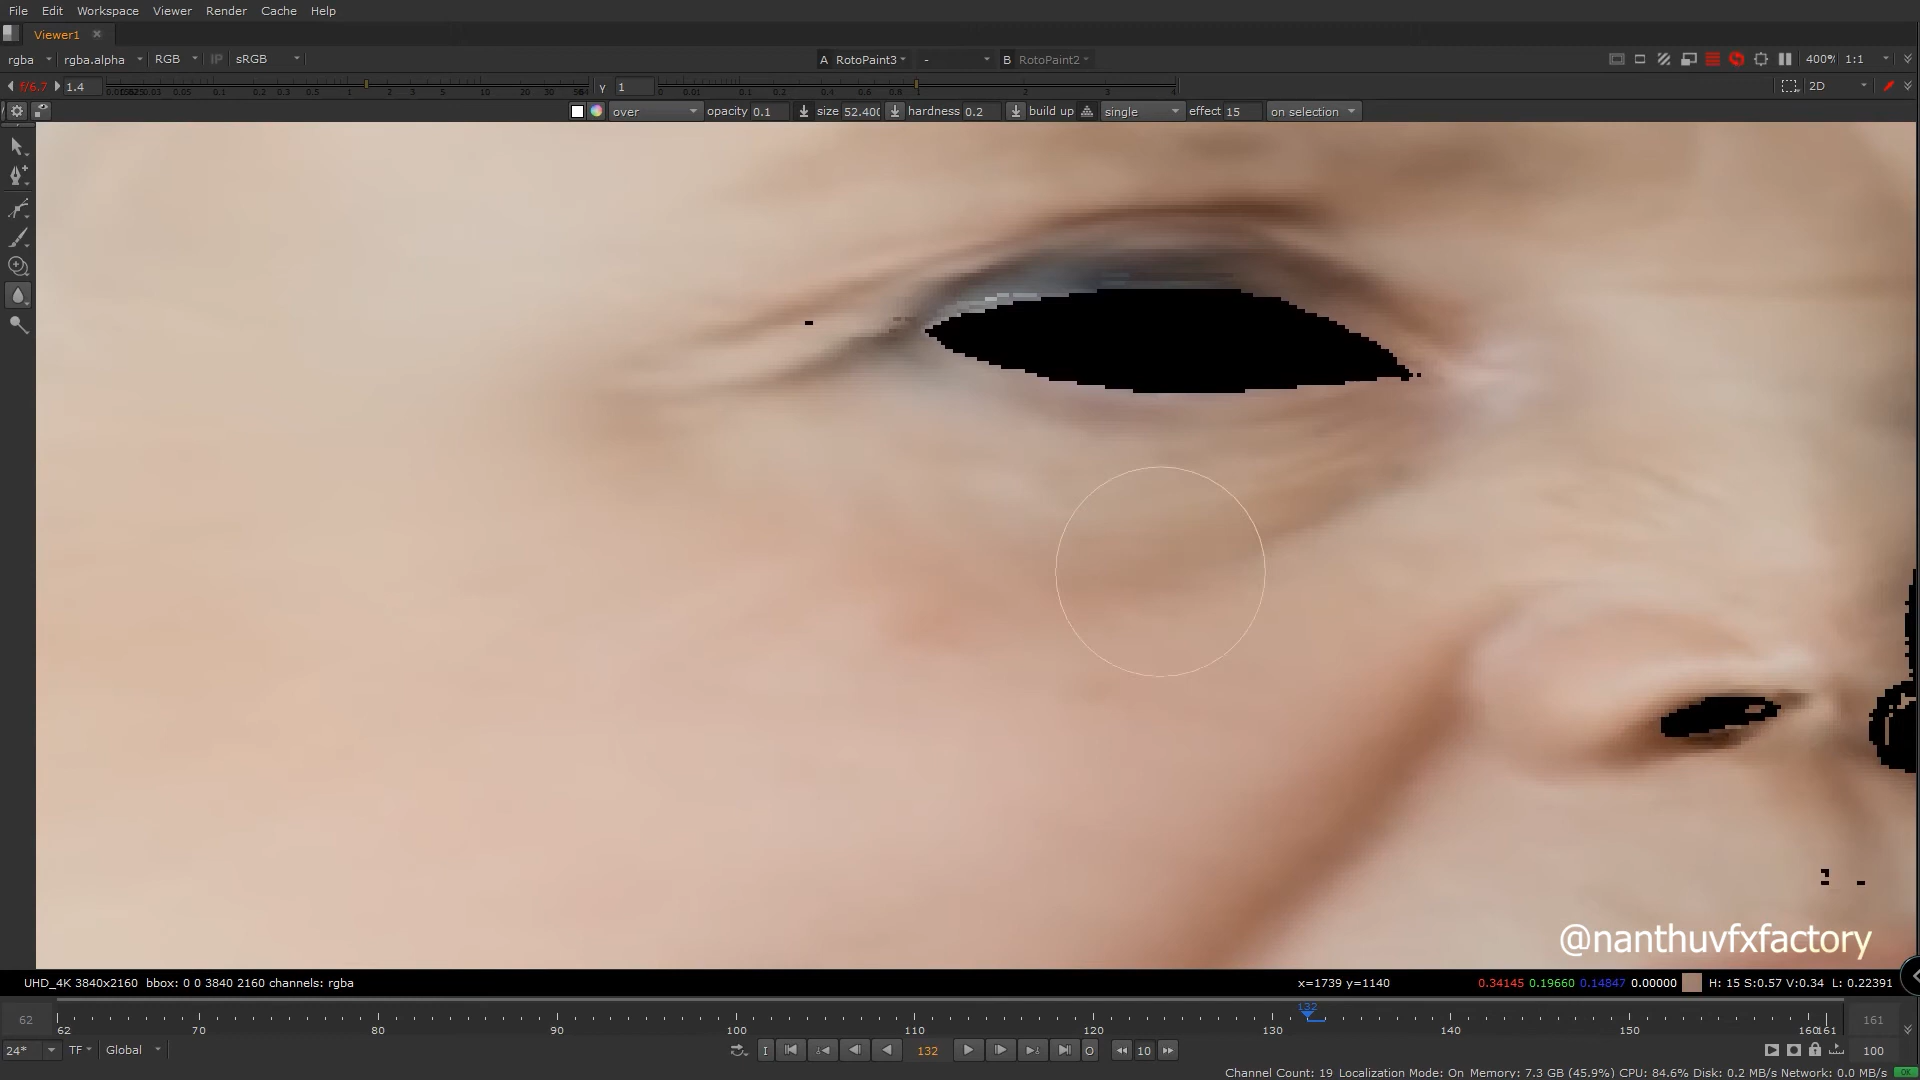 File Edit Workspace Viewer Render Cache Help
Viewer1
rgba rgba.alpha RGB IP sRGB A RotoPaint3 - B RotoPaint2 400% 1:1
f/6.7 1.4 γ 1 2D
over opacity 0.1 size 52.400 hardness 0.2 build up single effect 15 on selection
@nanthuvfxfactory
UHD_4K 3840x2160 bbox: 0 0 3840 2160 channels: rgba x=1739 y=1140 0.34145 0.19660 0.14847 0.00000 H: 15 S:0.57 V:0.34 L: 0.22391
132
62 161
62 70 80 90 100 110 120 130 140 150 160 161
24* TF Global I 132 O 10 100
Channel Count: 19 Localization Mode: On Memory: 7.3 GB (45.9%) CPU: 84.6% Disk: 0.2 MB/s Network: 0.0 MB/s OK